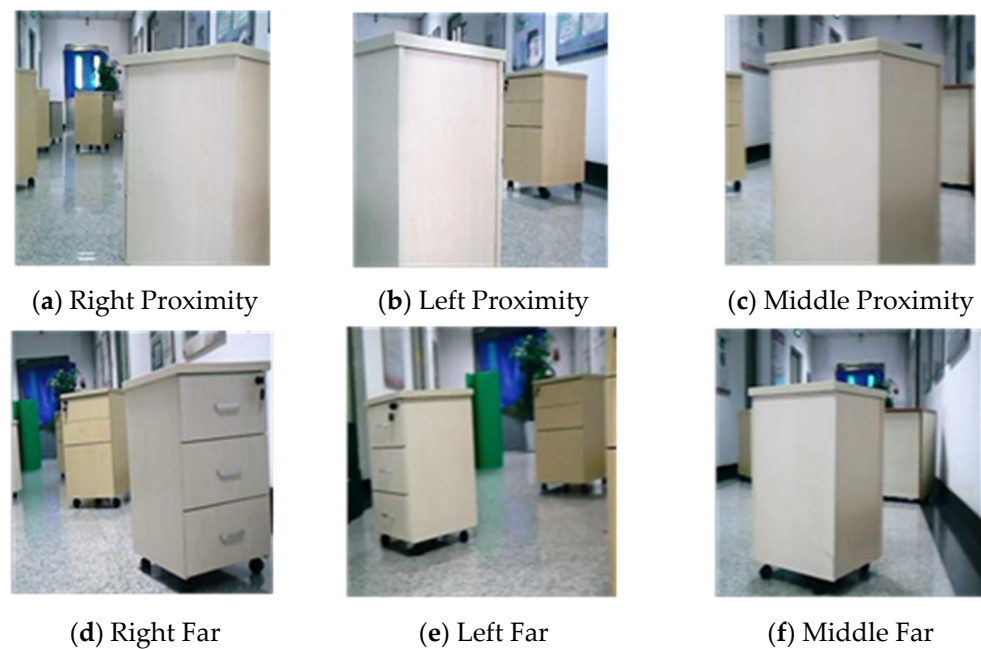 (a) Right Proximity
(b) Left Proximity
(c) Middle Proximity
(d) Right Far
(e) Left Far
(f) Middle Far